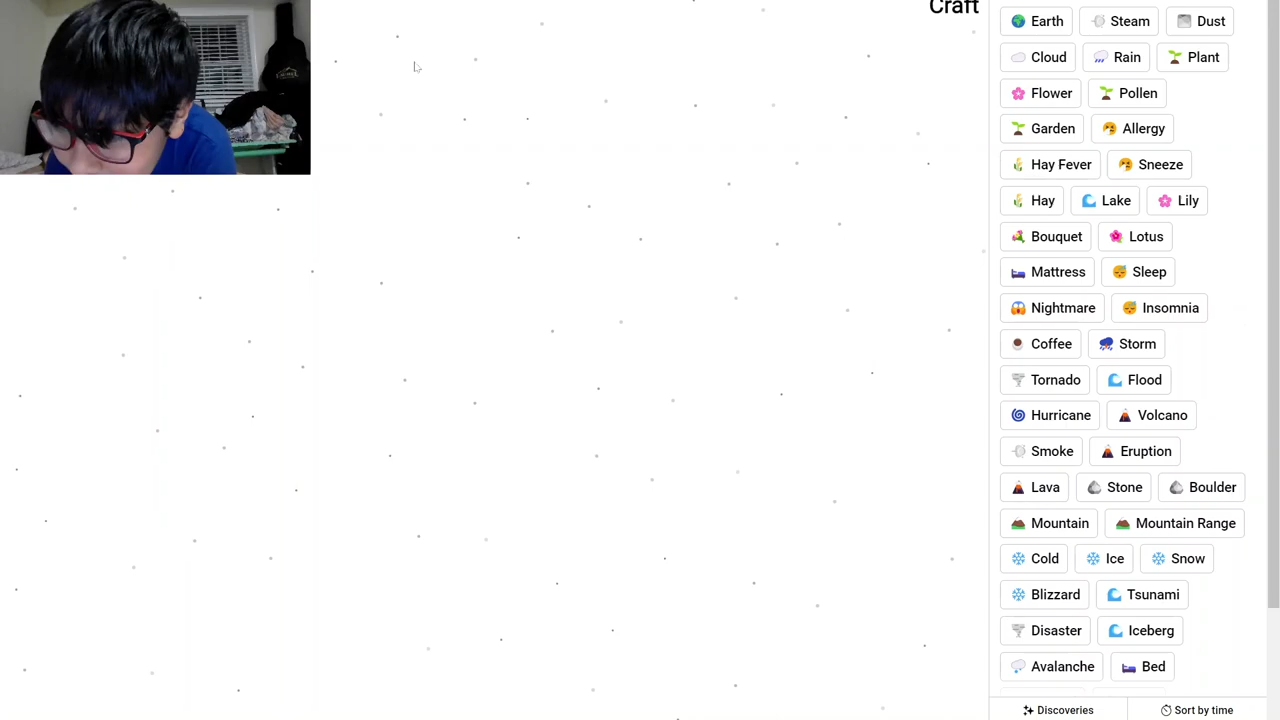 Craft
Earth Steam Dust
Cloud Rain Plant
Flower Pollen
Garden Allergy
Hay Fever Sneeze
Hay Lake Lily
Bouquet Lotus
Mattress Sleep
Nightmare Insomnia
Coffee Storm
Tornado Flood
Hurricane Volcano
Smoke Eruption
Lava Stone Boulder
Mountain Mountain Range
Cold Ice Snow
Blizzard Tsunami
Disaster Iceberg
Avalanche Bed
Discoveries Sort by time